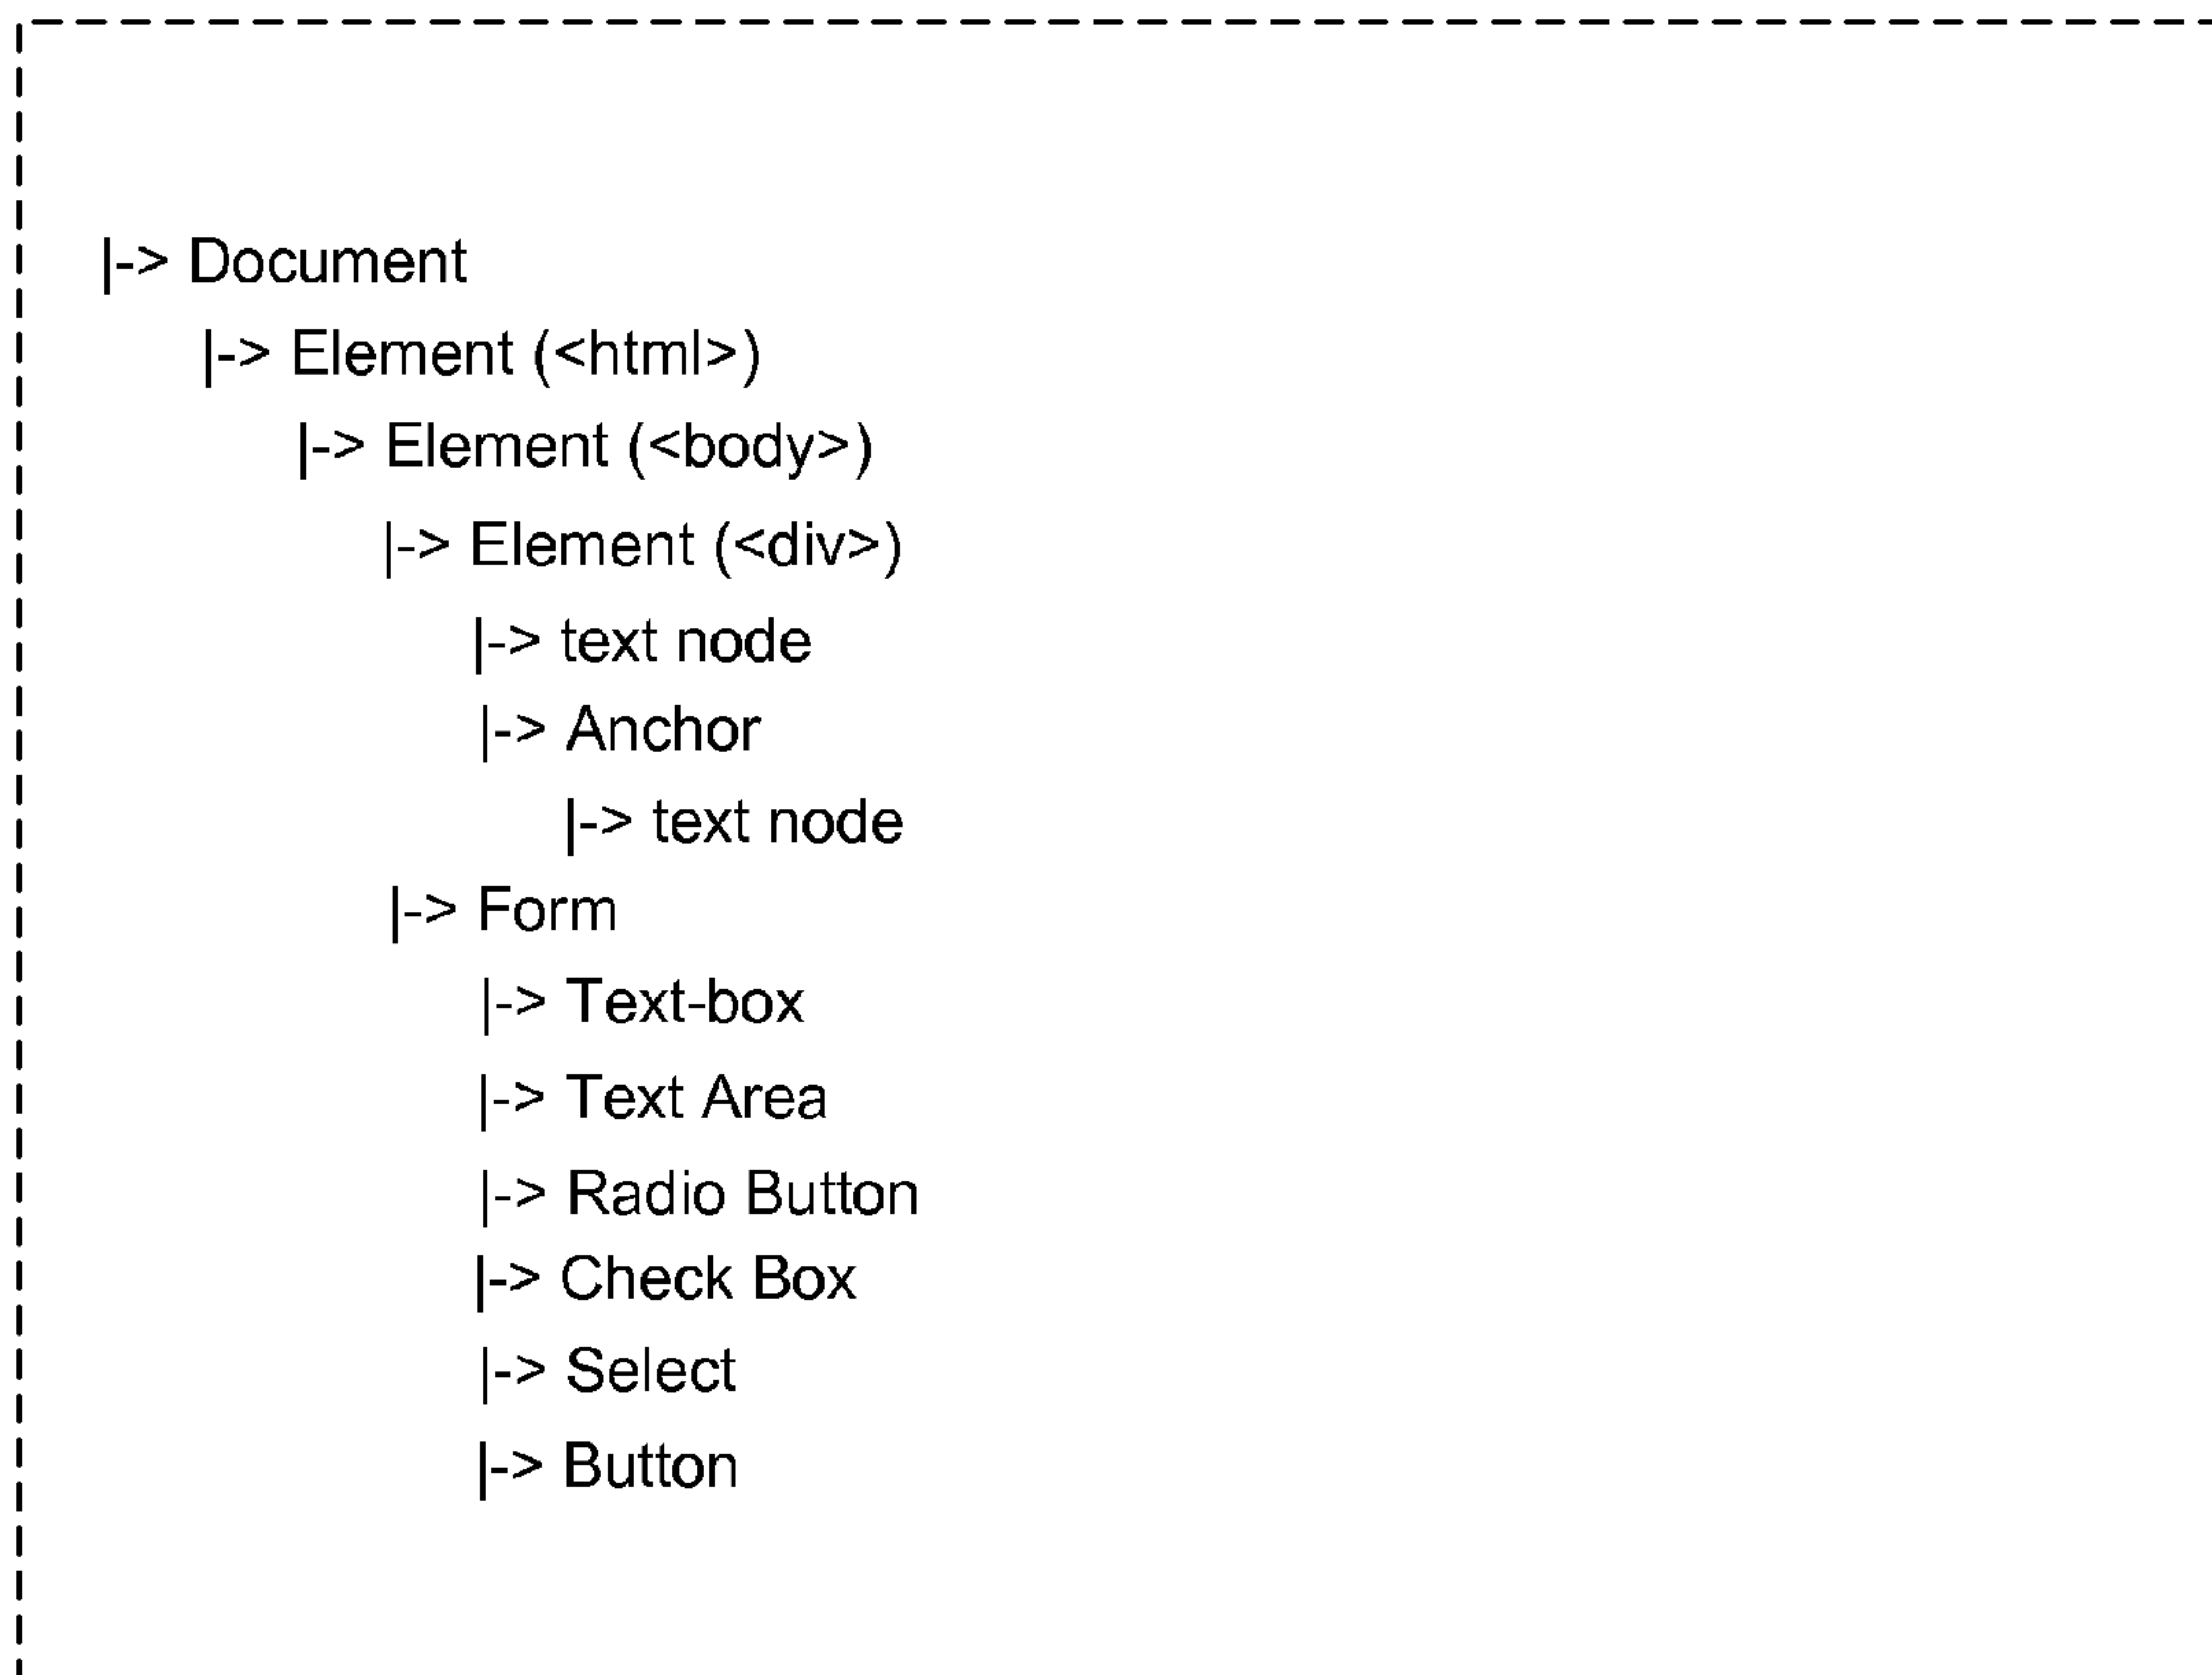 |-> Document
|-> Element (<html>)
|-> Element (<body>)
|-> Element (<div>)
|-> text node
|-> Anchor
|-> text node
|-> Form
|-> Text-box
|-> Text Area
|-> Radio Button
|-> Check Box
|-> Select
|-> Button